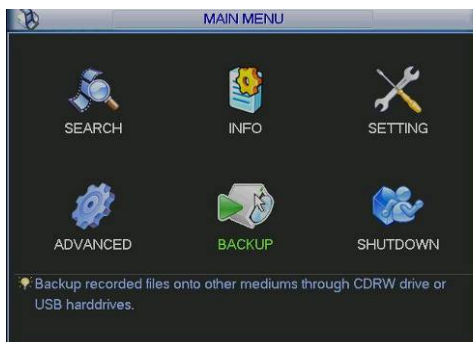 MAIN MENU
SEARCH
INFO
SETTING
ADVANCED
BACKUP
SHUTDOWN
Backup recorded files onto other mediums through CDRW drive or
USB harddrives.